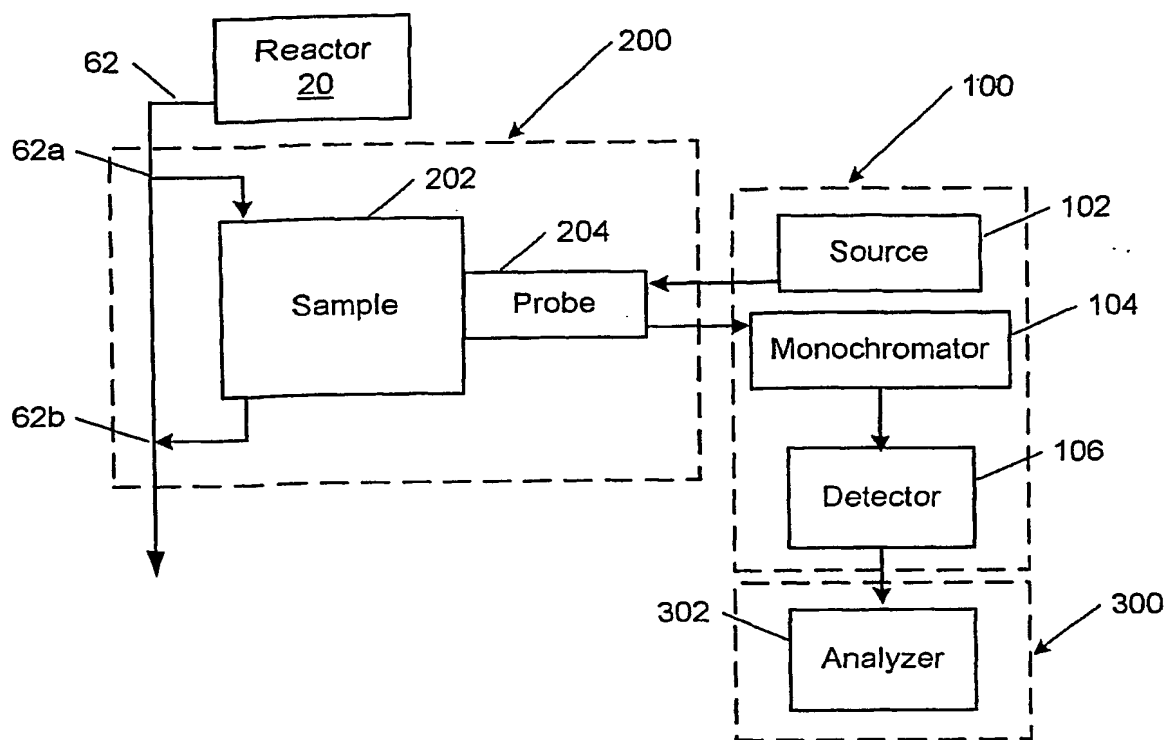 Reactor
20
62
200
100
62a
202
102
204
Source
Sample
Probe
104
Monochromator
62b
106
Detector
302
300
Analyzer